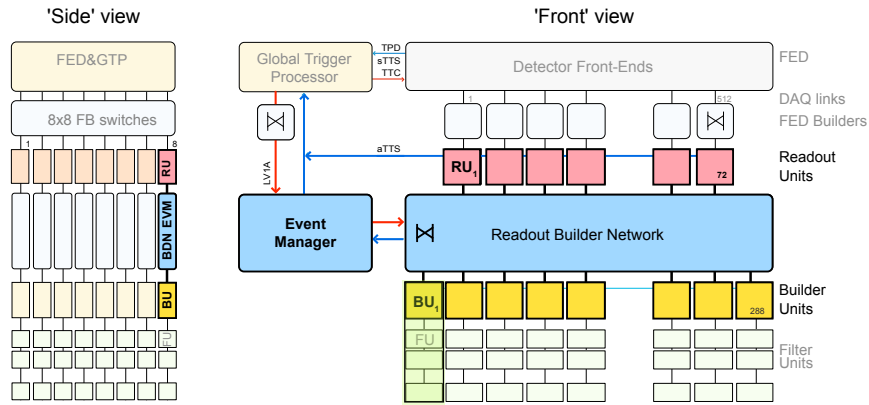 'Side' view
FED&GTP
8x8 FB switches
1
8
RU
BDN EVM
BU
FU
'Front' view
Global Trigger
Processor
TPD
sTTS
TTC
Detector Front-Ends
FED
1
512
DAQ links
FED Builders
LV1A
aTTS
RU1
72
Readout
Units
Event
Manager
Readout Builder Network
BU1
288
Builder
Units
FU
Filter
Units